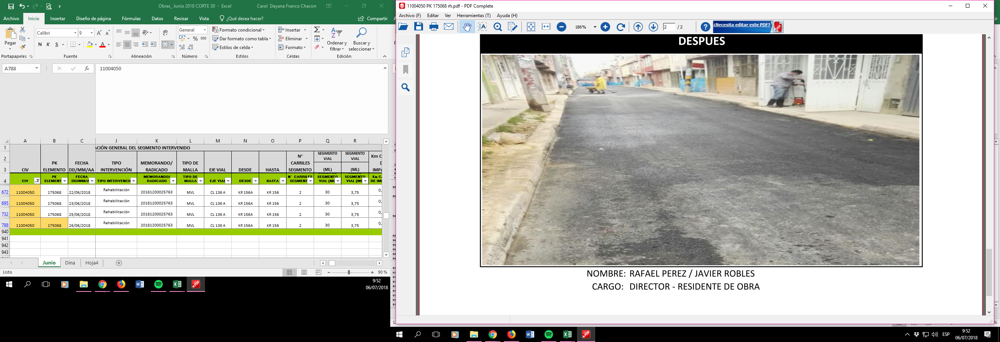 Obras_ Junio 2018 CORTE 30 - Excel
Carol Dayana Franco Chacon
Archivo
Inicio
Insertar
Diseño de página
Fórmulas
Datos
Revisar
Vista
¿Qué desea hacer?
Compartir
Pegar
Calibri
9
N K S
General
% 000
Formato condicional
Dar formato como tabla
Estilos de celda
Insertar
Eliminar
Formato
Ordenar y filtrar
Buscar y seleccionar
Portapapeles
Fuente
Alineación
Número
Estilos
Celdas
Edición
A788
fx
11004050
A B C J K L M N O P Q R
1 ACIÓN GENERAL DEL SEGMENTO INTERVENIDO
2
3
CIV
PK ELEMENTO
FECHA DD/MM/AA
TIPO INTERVENCIÓN
MEMORANDO/ RADICADO
TIPO DE MALLA
EJE VIAL
DESDE
HASTA
N° CARRILES SEGMENTO
SEGMENTO VIAL (ML)
SEGMENTO VIAL (ML)
4
CIV
PK ELEMENT
FECHA DD/MM/A
TIPO INTERVENCI
MEMORANDO/ RADICADO
TIPO DE MALLA
EJE VIAL
DESDE
HASTA
N° CARRILES SEGMENT
SEGMENTO VIAL (ML
SEGMENTO VIAL (ML
672 11004050 175068 22/06/2018 Rehabilitación 20181200025763 MVL CL 136 A KR 156A KR 156 2 30 3,75 0,
695 11004050 175068 23/06/2018 Rehabilitación 20181200025763 MVL CL 136 A KR 156A KR 156 2 30 3,75 0,
732 11004050 175068 25/06/2018 Rehabilitación 20181200025763 MVL CL 136 A KR 156A KR 156 2 30 3,75 0,
788 11004050 175068 26/06/2018 Rehabilitación 20181200025763 MVL CL 136 A KR 156A KR 156 2 30 3,75 0,
940
941
942
943
Junio
Dina
Hoja4
Listo
90 %
9:52
06/07/2018
11004050 PK 175068 rh.pdf - PDF Complete
Archivo (F)
Editar
Ver
Herramientas (T)
Ayuda (H)
186%
2 / 2
¿Necesita editar este PDF?
DESPUES
NOMBRE: RAFAEL PEREZ / JAVIER ROBLES
CARGO: DIRECTOR - RESIDENTE DE OBRA
ESP
9:52
06/07/2018